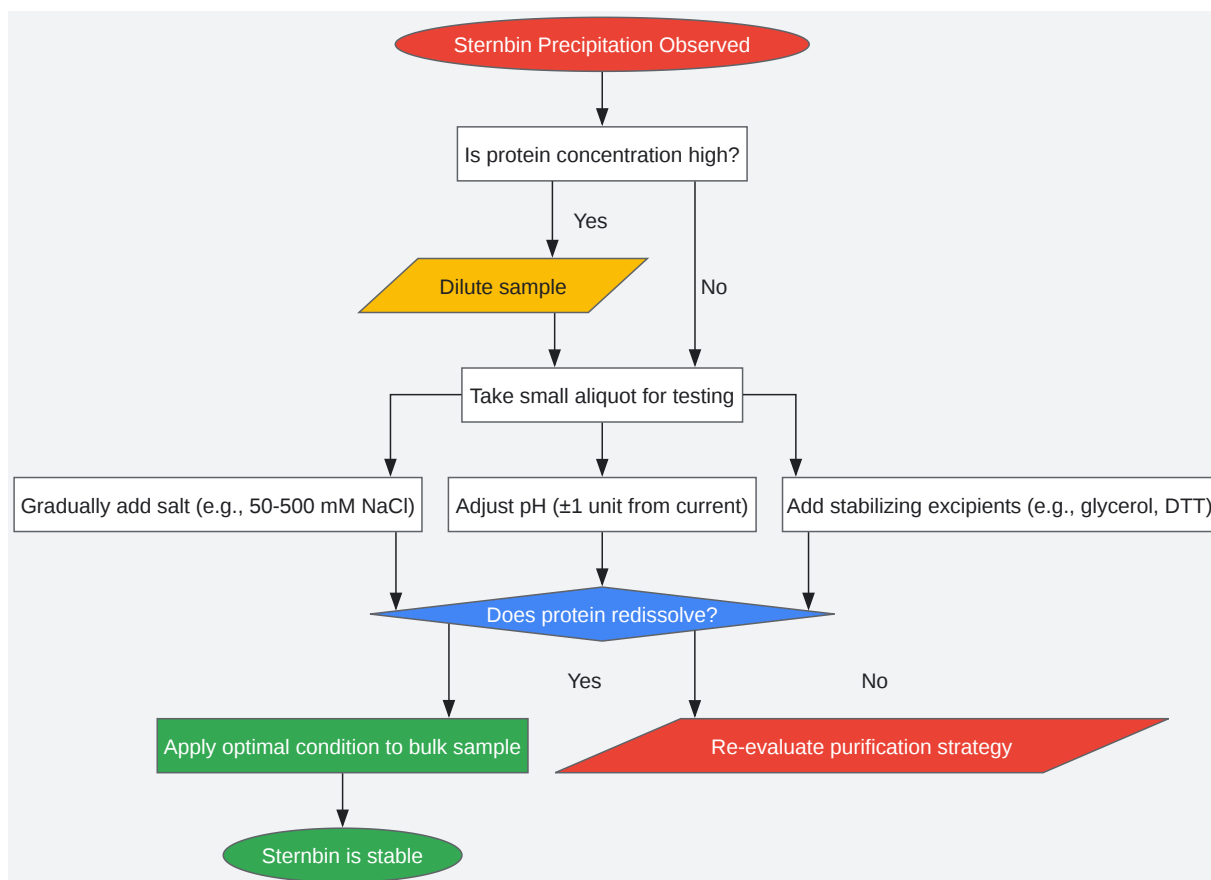 Sternbin Precipitation Observed
Is protein concentration high?
Yes
Dilute sample
No
Take small aliquot for testing
Gradually add salt (e.g., 50-500 mM NaCl)
Adjust pH (±1 unit from current)
Add stabilizing excipients (e.g., glycerol, DTT)
Does protein redissolve?
Yes
No
Apply optimal condition to bulk sample
Re-evaluate purification strategy
Sternbin is stable